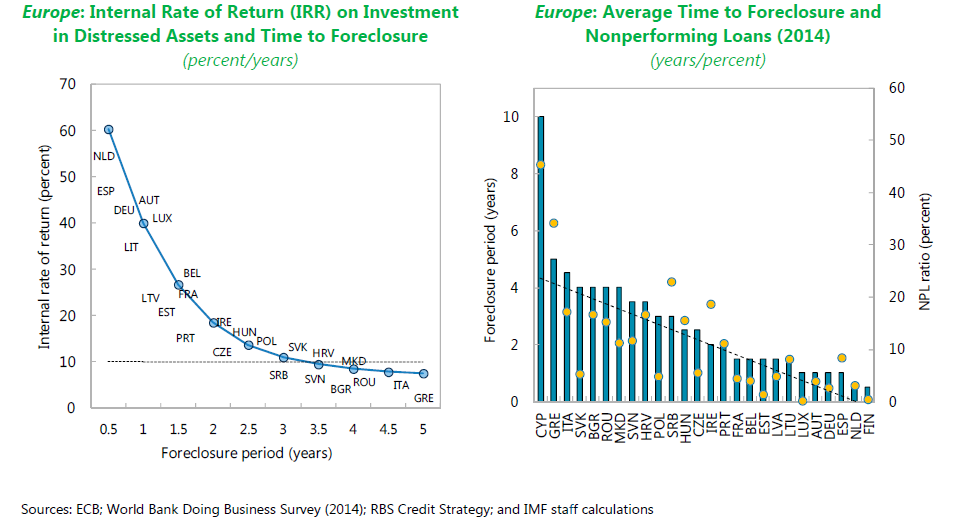 Europe: Internal Rate of Return (IRR) on Investment
in Distressed Assets and Time to Foreclosure
(percent/years)
Internal rate of return (percent)
70
60
50
40
30
20
10
0
NLD
ESP
AUT
DEU
LUX
LIT
BEL
LTV
FRA
EST
IRE
PRT
HUN
CZE
POL
SVK
SRB
HRV
SVN
MKD
BGR
ROU
ITA
GRE
0.5 1 1.5 2 2.5 3 3.5 4 4.5 5
Foreclosure period (years)
Europe: Average Time to Foreclosure and
Nonperforming Loans (2014)
(years/percent)
Foreclosure period (years)
10
8
6
4
2
0
60
50
40
30
20
10
0
NPL ratio (percent)
CYP
GRE
ITA
SVK
BGR
ROU
MKD
SVN
HRV
POL
SRB
HUN
CZE
IRE
PRT
FRA
BEL
EST
LVA
LTU
LUX
AUT
DEU
ESP
NLD
FIN
Sources: ECB; World Bank Doing Business Survey (2014); RBS Credit Strategy; and IMF staff calculations